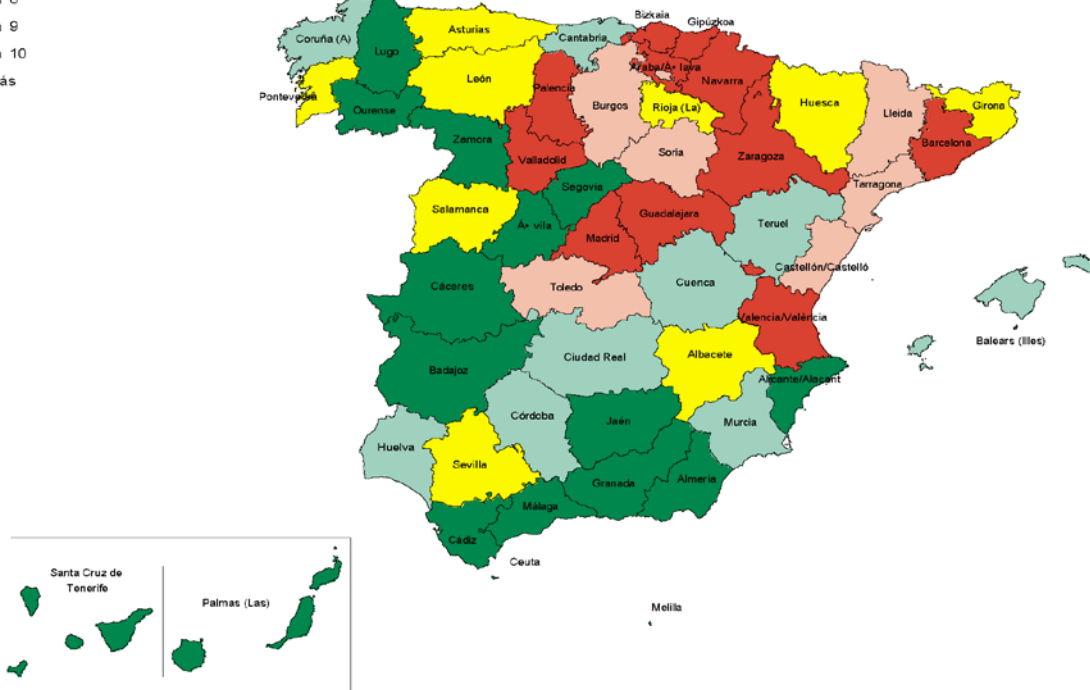 9
10
ás
Bizkaia
Gipúzkoa
Asturias
Coruña (A)
Cantabria
Lugo
Araba/Á• lava
León
Navarra
Palencia
Huesca
Pontevedra
Burgos
Rioja (La)
Girona
Ourense
Lleida
Zamora
Barcelona
Soria
Valladolid
Zaragoza
Segovia
Tarragona
Salamanca
Guadalajara
Teruel
Á• vila
Madrid
Castellón/Castelló
Cuenca
Cáceres
Toledo
Valencia/València
Balears (Illes)
Albacete
Ciudad Real
Badajoz
Alicante/Alacant
Córdoba
Jaén
Murcia
Huelva
Sevilla
Almería
Granada
Málaga
Cádiz
Ceuta
Santa Cruz de
Tenerife
Palmas (Las)
Melilla